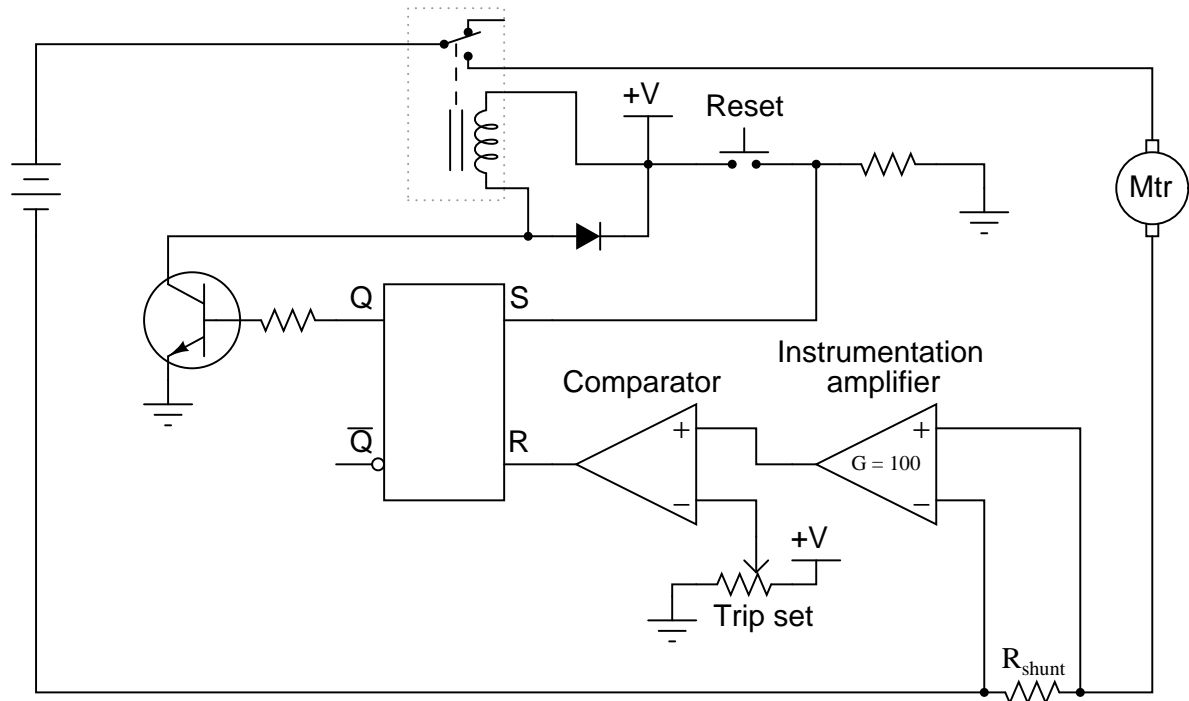 +V
Reset
Mtr
Q
S
Instrumentation
amplifier
Comparator
Q̅
R
+
+
G = 100
−
−
+V
Trip set
Rshunt